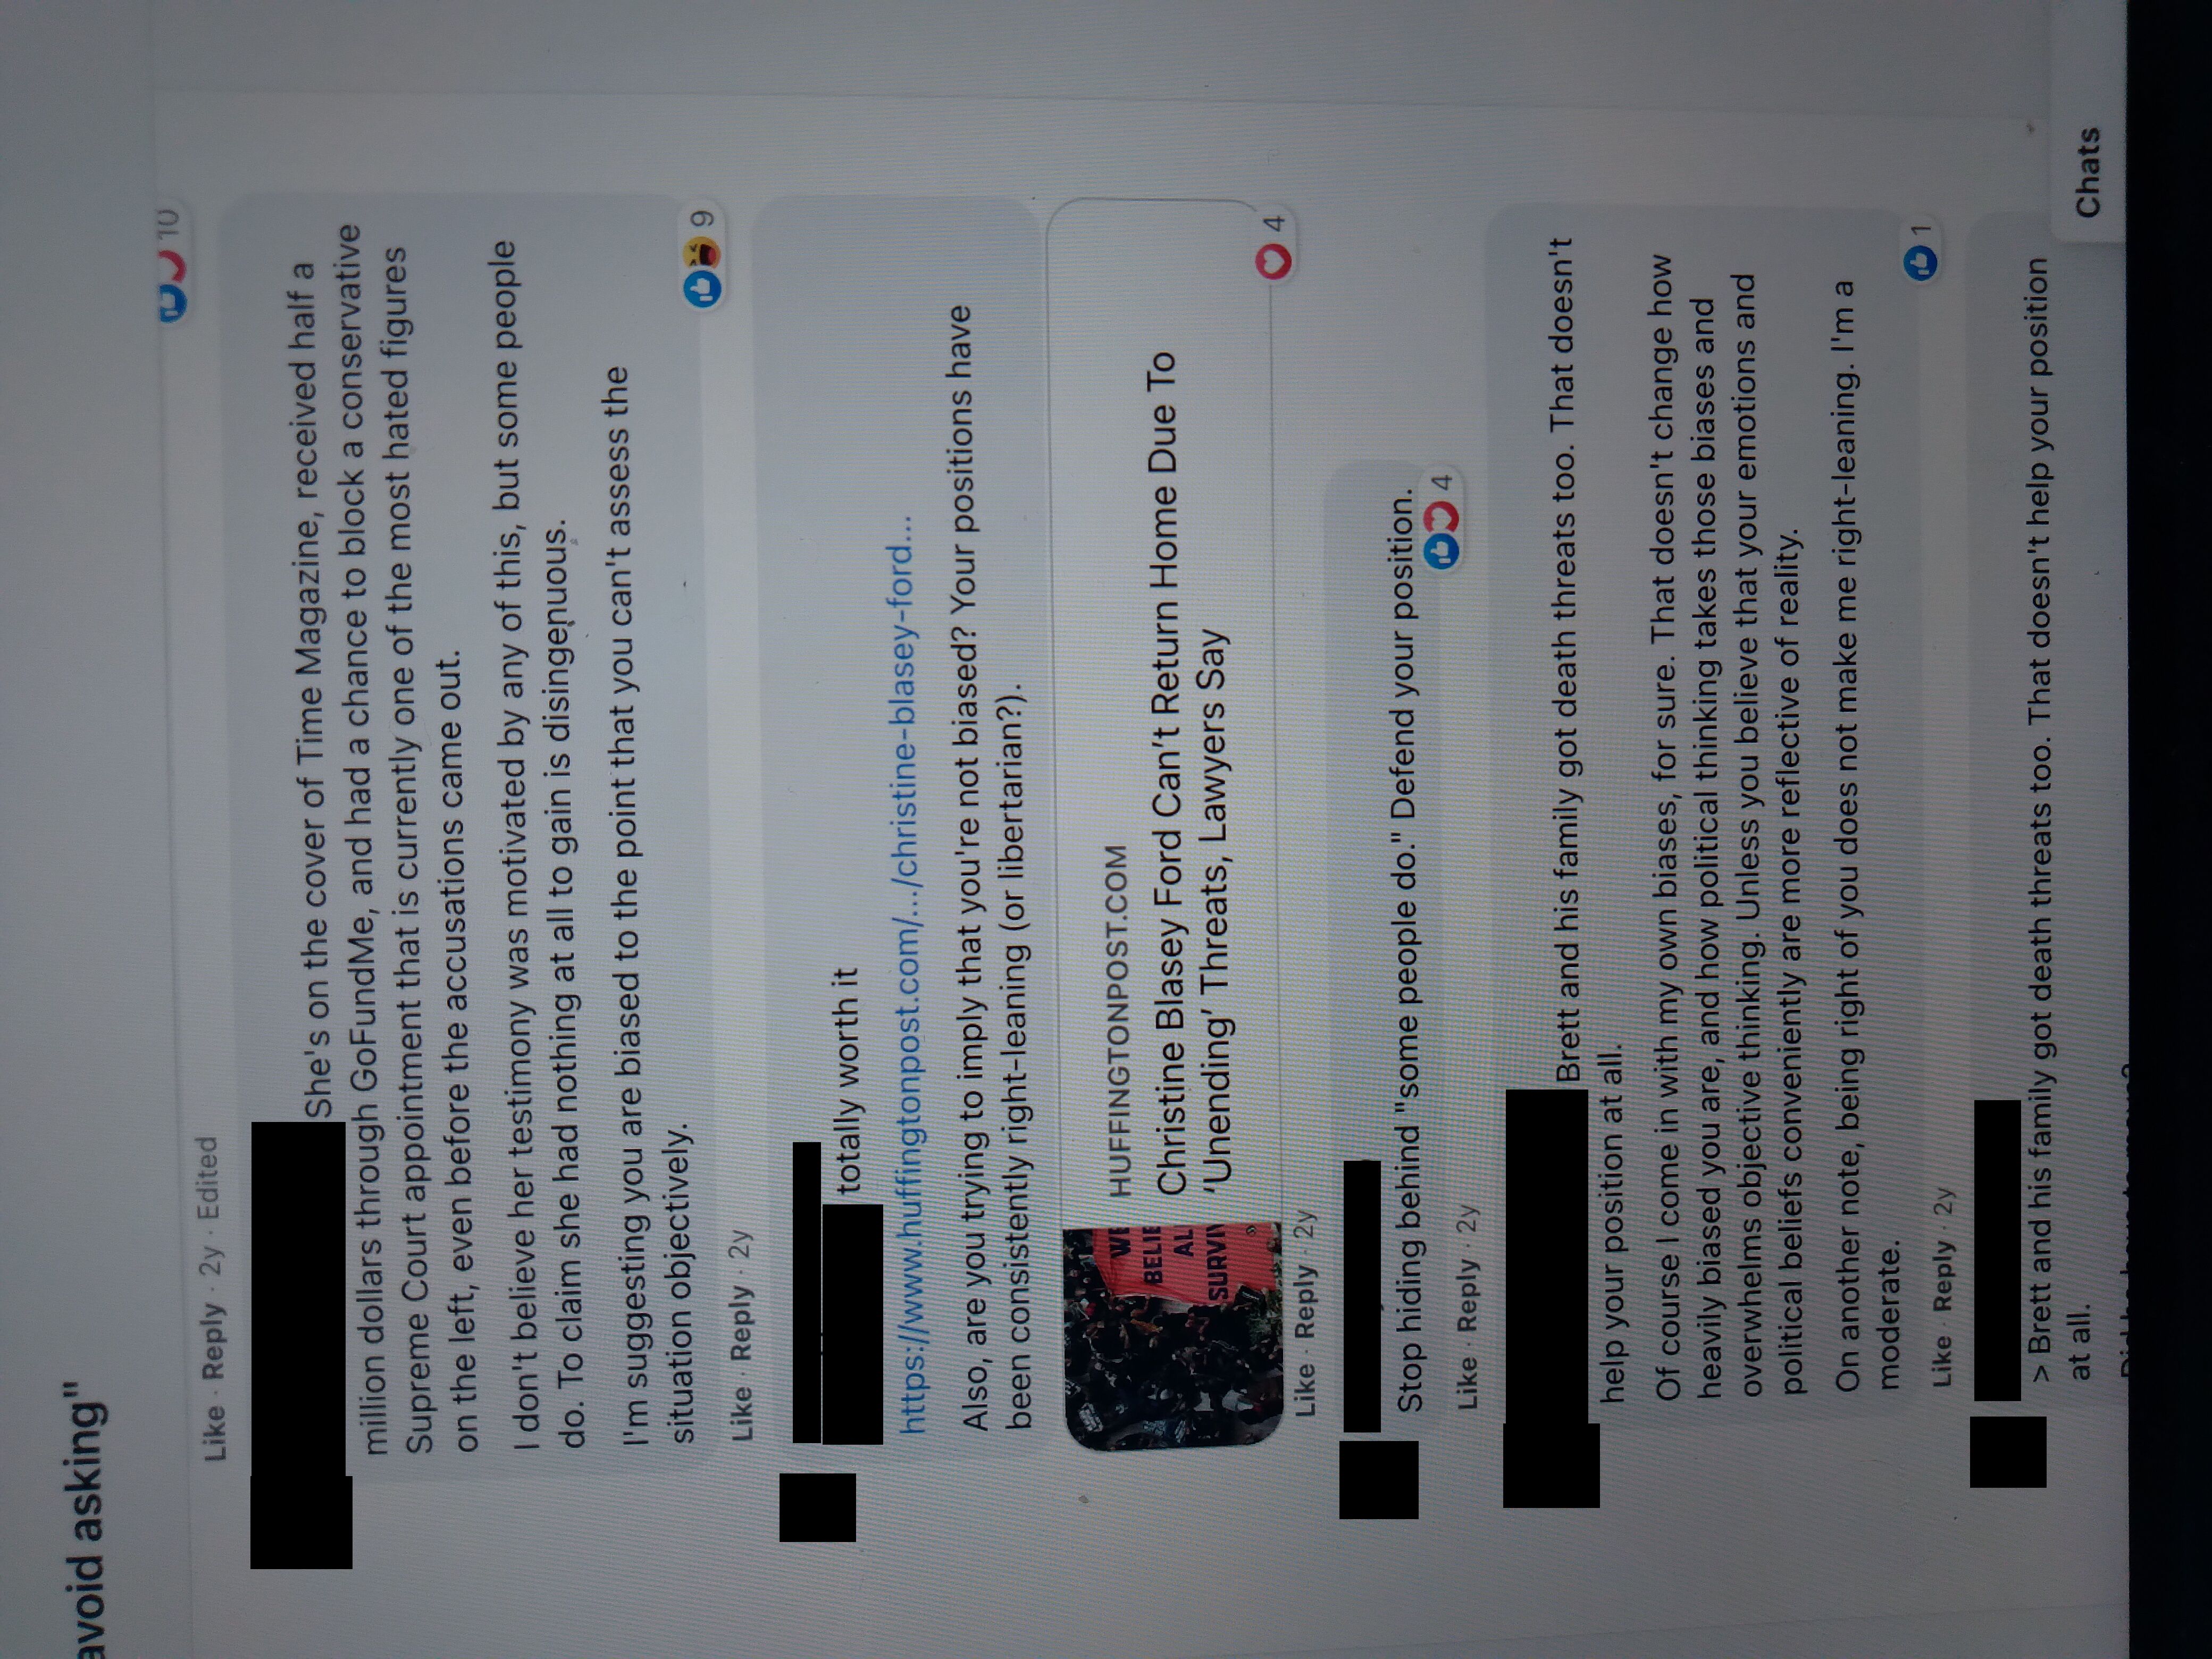 avoid asking"
10
Like · Reply · 2y · Edited
She's on the cover of Time Magazine, received half a
million dollars through GoFundMe, and had a chance to block a conservative
Supreme Court appointment that is currently one of the most hated figures
on the left, even before the accusations came out.
I don't believe her testimony was motivated by any of this, but some people
do. To claim she had nothing at all to gain is disingenuous.
I'm suggesting you are biased to the point that you can't assess the
situation objectively.
9
Like · Reply · 2y
totally worth it
https://www.huffingtonpost.com/.../christine-blasey-ford...
Also, are you trying to imply that you're not biased? Your positions have
been consistently right-leaning (or libertarian?).
WE
BELIE
AL
SURVIV
HUFFINGTONPOST.COM
Christine Blasey Ford Can't Return Home Due To
'Unending' Threats, Lawyers Say
4
Like · Reply · 2y
Stop hiding behind "some people do." Defend your position.
4
Like · Reply · 2y
Brett and his family got death threats too. That doesn't
help your position at all.
Of course I come in with my own biases, for sure. That doesn't change how
heavily biased you are, and how political thinking takes those biases and
overwhelms objective thinking. Unless you believe that your emotions and
political beliefs conveniently are more reflective of reality.
On another note, being right of you does not make me right-leaning. I'm a
moderate.
1
Like · Reply · 2y
> Brett and his family got death threats too. That doesn't help your position
at all.
Chats